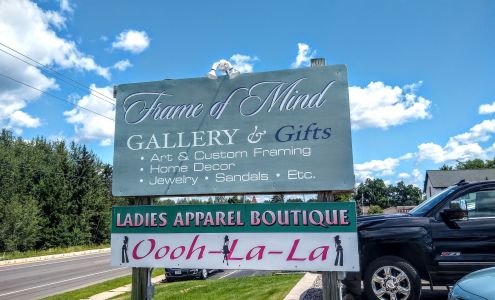 Frame of Mind
GALLERY & Gifts
• Art & Custom Framing
• Home Decor
• Jewelry • Sandals • Etc.
LADIES APPAREL BOUTIQUE
Oooh-La-La